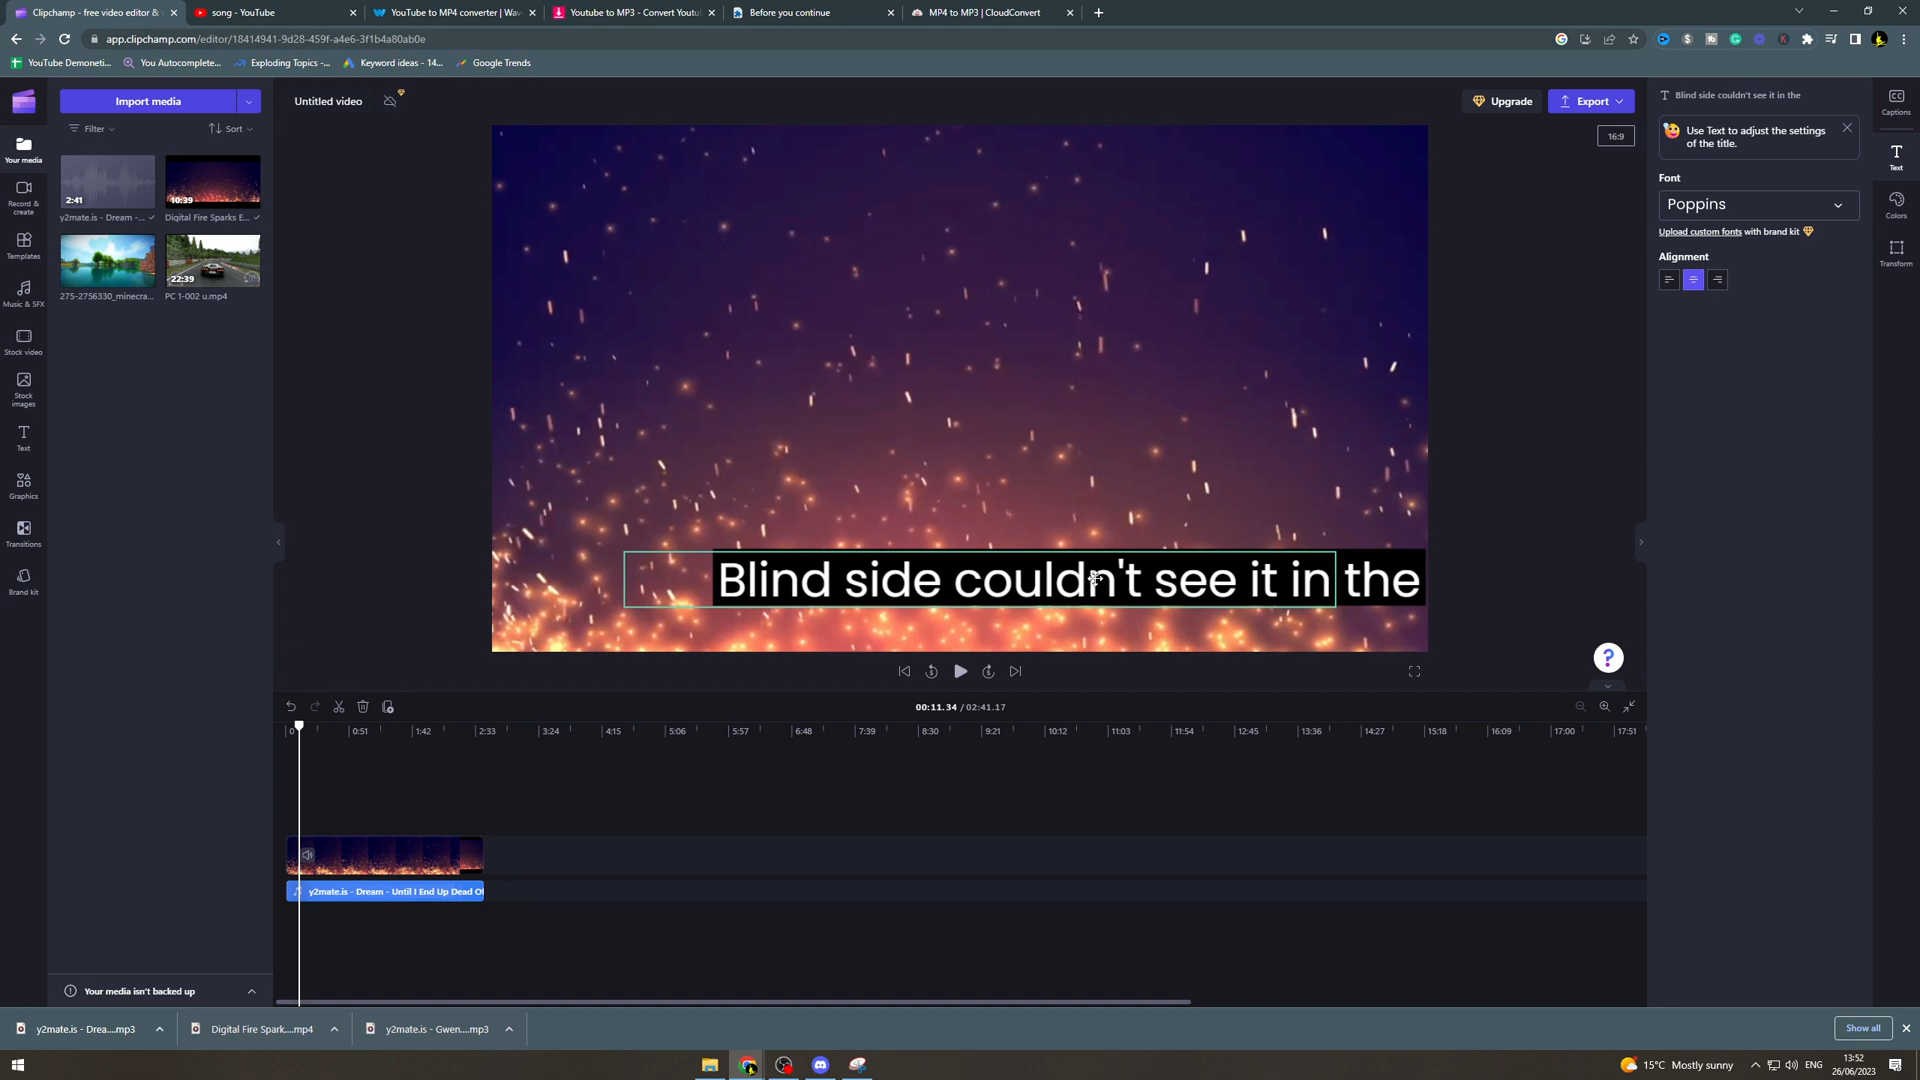 Clipchamp - free video editor &
song - YouTube
YouTube to MP4 converter | Wav
Youtube to MP3 - Convert Youtu
Before you continue
MP4 to MP3 | CloudConvert
app.clipchamp.com/editor/18414941-9d28-459f-a4e6-3f1b4a80ab0e
YouTube Demoneti...
You Autocomplete...
Exploding Topics -...
Keyword ideas - 14...
Google Trends
Import media
Untitled video
Upgrade
Export
Blind side couldn't see it in the
Captions
Filter
Sort
16:9
Use Text to adjust the settings
of the title.
Your media
Text
2:41
10:39
Font
Record &
create
y2mate.is - Dream -...
Digital Fire Sparks E...
Poppins
Colors
Upload custom fonts with brand kit
Templates
Alignment
Transform
22:39
Music & SFX
275-2756330_minecra...
PC 1-002 u.mp4
Stock video
Stock
images
Text
Graphics
Transitions
Brand kit
Blind side couldn't see it in the
?
00:11.34 / 02:41.17
0
0:51
1:42
2:33
3:24
4:15
5:06
5:57
6:48
7:39
8:30
9:21
10:12
11:03
11:54
12:45
13:36
14:27
15:18
16:09
17:00
17:51
y2mate.is - Dream - Until I End Up Dead Of
Your media isn't backed up
y2mate.is - Drea....mp3
Digital Fire Spark....mp4
y2mate.is - Gwen....mp3
Show all
15°C Mostly sunny
ENG
13:52
26/06/2023